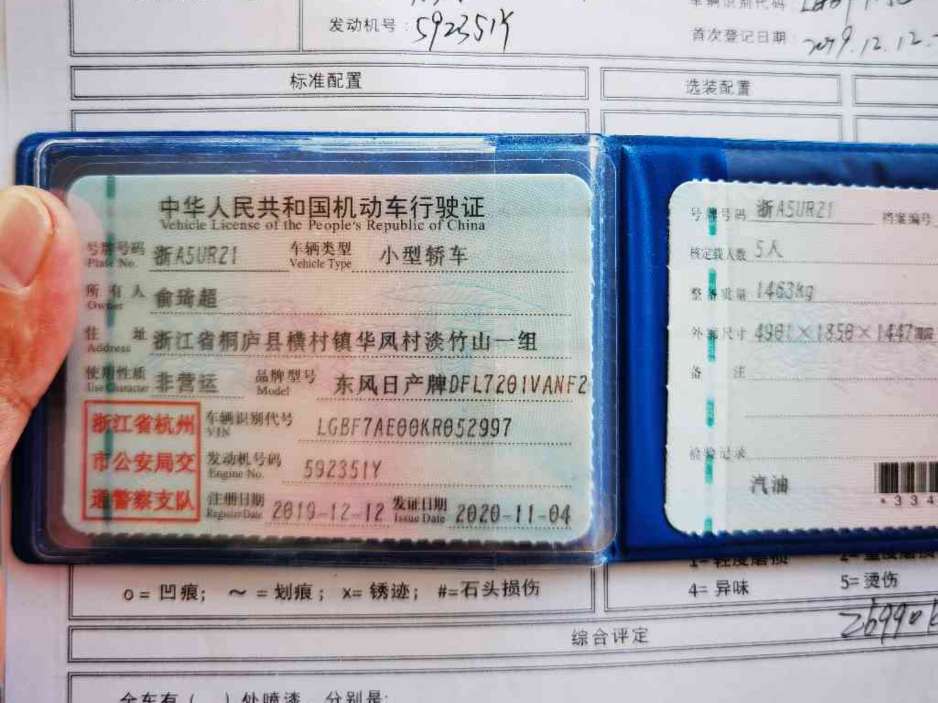 发动机号: 592351Y
首次登记日期: 2019.12.12.
标准配置
选装配置
中华人民共和国机动车行驶证
Vehicle License of the People's Republic of China
号牌号码 浙A5UR21 车辆类型 小型轿车
Plate No. Vehicle Type
所有人 俞瑞超
Owner
住址 浙江省桐庐县横村镇华凤村淡竹山一组
Address
使用性质 非营运 品牌型号 东风日产牌DFL7201VANF2
Use Character Model
浙江省杭州
市公安局交
通警察支队
车辆识别代号 LGBF7AE00KR052997
VIN
发动机号码 592351Y
Engine No.
注册日期 2019-12-12 发证日期 2020-11-04
Register Date Issue Date
号牌号码 浙A5UR21 档案编号
核定载人数 5人
整备质量 1463kg
外廓尺寸 4901×1850×1447
备注
检验记录
汽油
*334
o=凹痕; ～=划痕; x=锈迹; #=石头损伤
4=异味 5=烫伤
综合评定
全车有( )处喷漆,分别是: